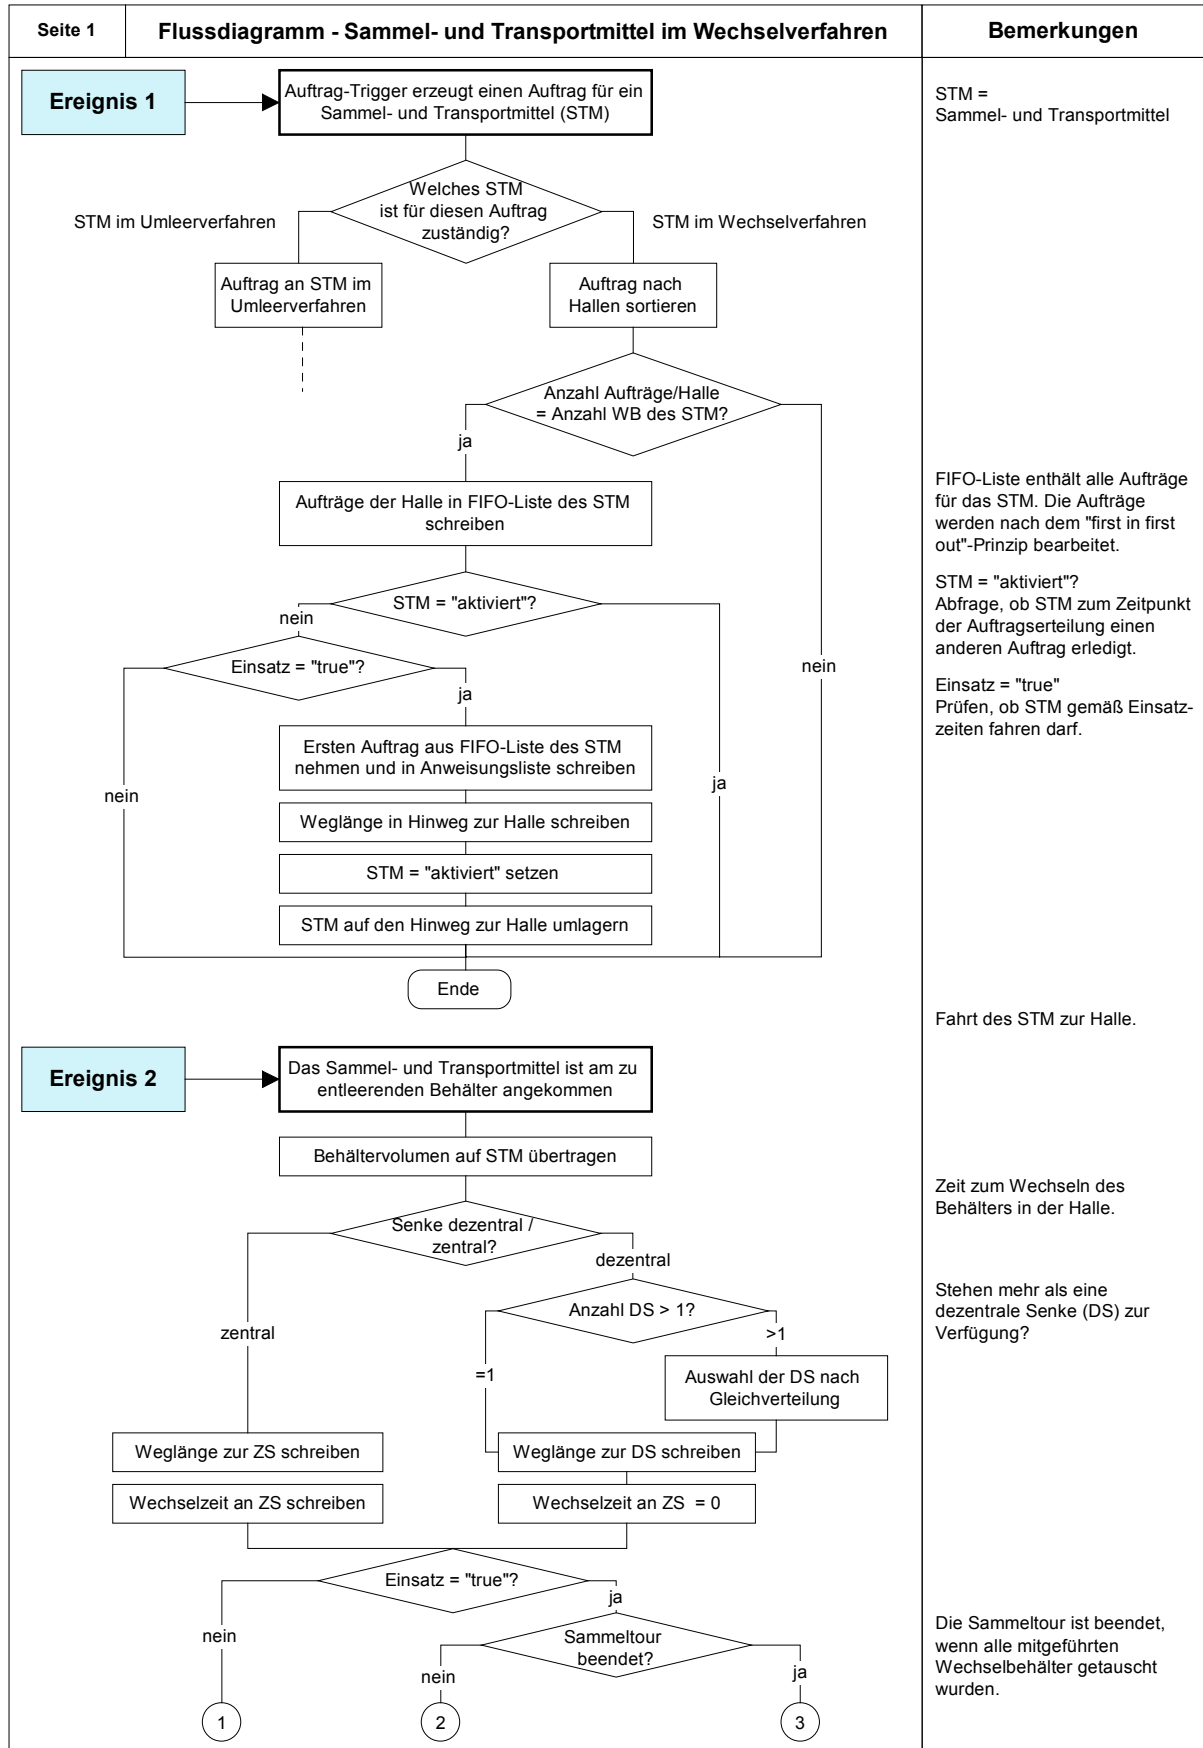 Seite 1
Flussdiagramm - Sammel- und Transportmittel im Wechselverfahren
Bemerkungen
Ereignis 1
Auftrag-Trigger erzeugt einen Auftrag für ein
Sammel- und Transportmittel (STM)
STM =
Sammel- und Transportmittel
Welches STM
ist für diesen Auftrag
zuständig?
STM im Umleerverfahren
STM im Wechselverfahren
Auftrag an STM im
Umleerverfahren
Auftrag nach
Hallen sortieren
Anzahl Aufträge/Halle
= Anzahl WB des STM?
ja
Aufträge der Halle in FIFO-Liste des STM
schreiben
FIFO-Liste enthält alle Aufträge
für das STM. Die Aufträge
werden nach dem "first in first
out"-Prinzip bearbeitet.
STM = "aktiviert"?
nein
STM = "aktiviert"?
Abfrage, ob STM zum Zeitpunkt
der Auftragserteilung einen
anderen Auftrag erledigt.
Einsatz = "true"?
nein
ja
Einsatz = "true"
Prüfen, ob STM gemäß Einsatz-
zeiten fahren darf.
Ersten Auftrag aus FIFO-Liste des STM
nehmen und in Anweisungsliste schreiben
ja
nein
Weglänge in Hinweg zur Halle schreiben
STM = "aktiviert" setzen
STM auf den Hinweg zur Halle umlagern
Ende
Fahrt des STM zur Halle.
Ereignis 2
Das Sammel- und Transportmittel ist am zu
entleerenden Behälter angekommen
Behältervolumen auf STM übertragen
Zeit zum Wechseln des
Behälters in der Halle.
Senke dezentral /
zentral?
dezentral
Anzahl DS > 1?
Stehen mehr als eine
dezentrale Senke (DS) zur
Verfügung?
zentral
>1
=1
Auswahl der DS nach
Gleichverteilung
Weglänge zur ZS schreiben
Weglänge zur DS schreiben
Wechselzeit an ZS schreiben
Wechselzeit an ZS = 0
Einsatz = "true"?
ja
nein
Sammeltour
beendet?
nein
ja
Die Sammeltour ist beendet,
wenn alle mitgeführten
Wechselbehälter getauscht
wurden.
1
2
3